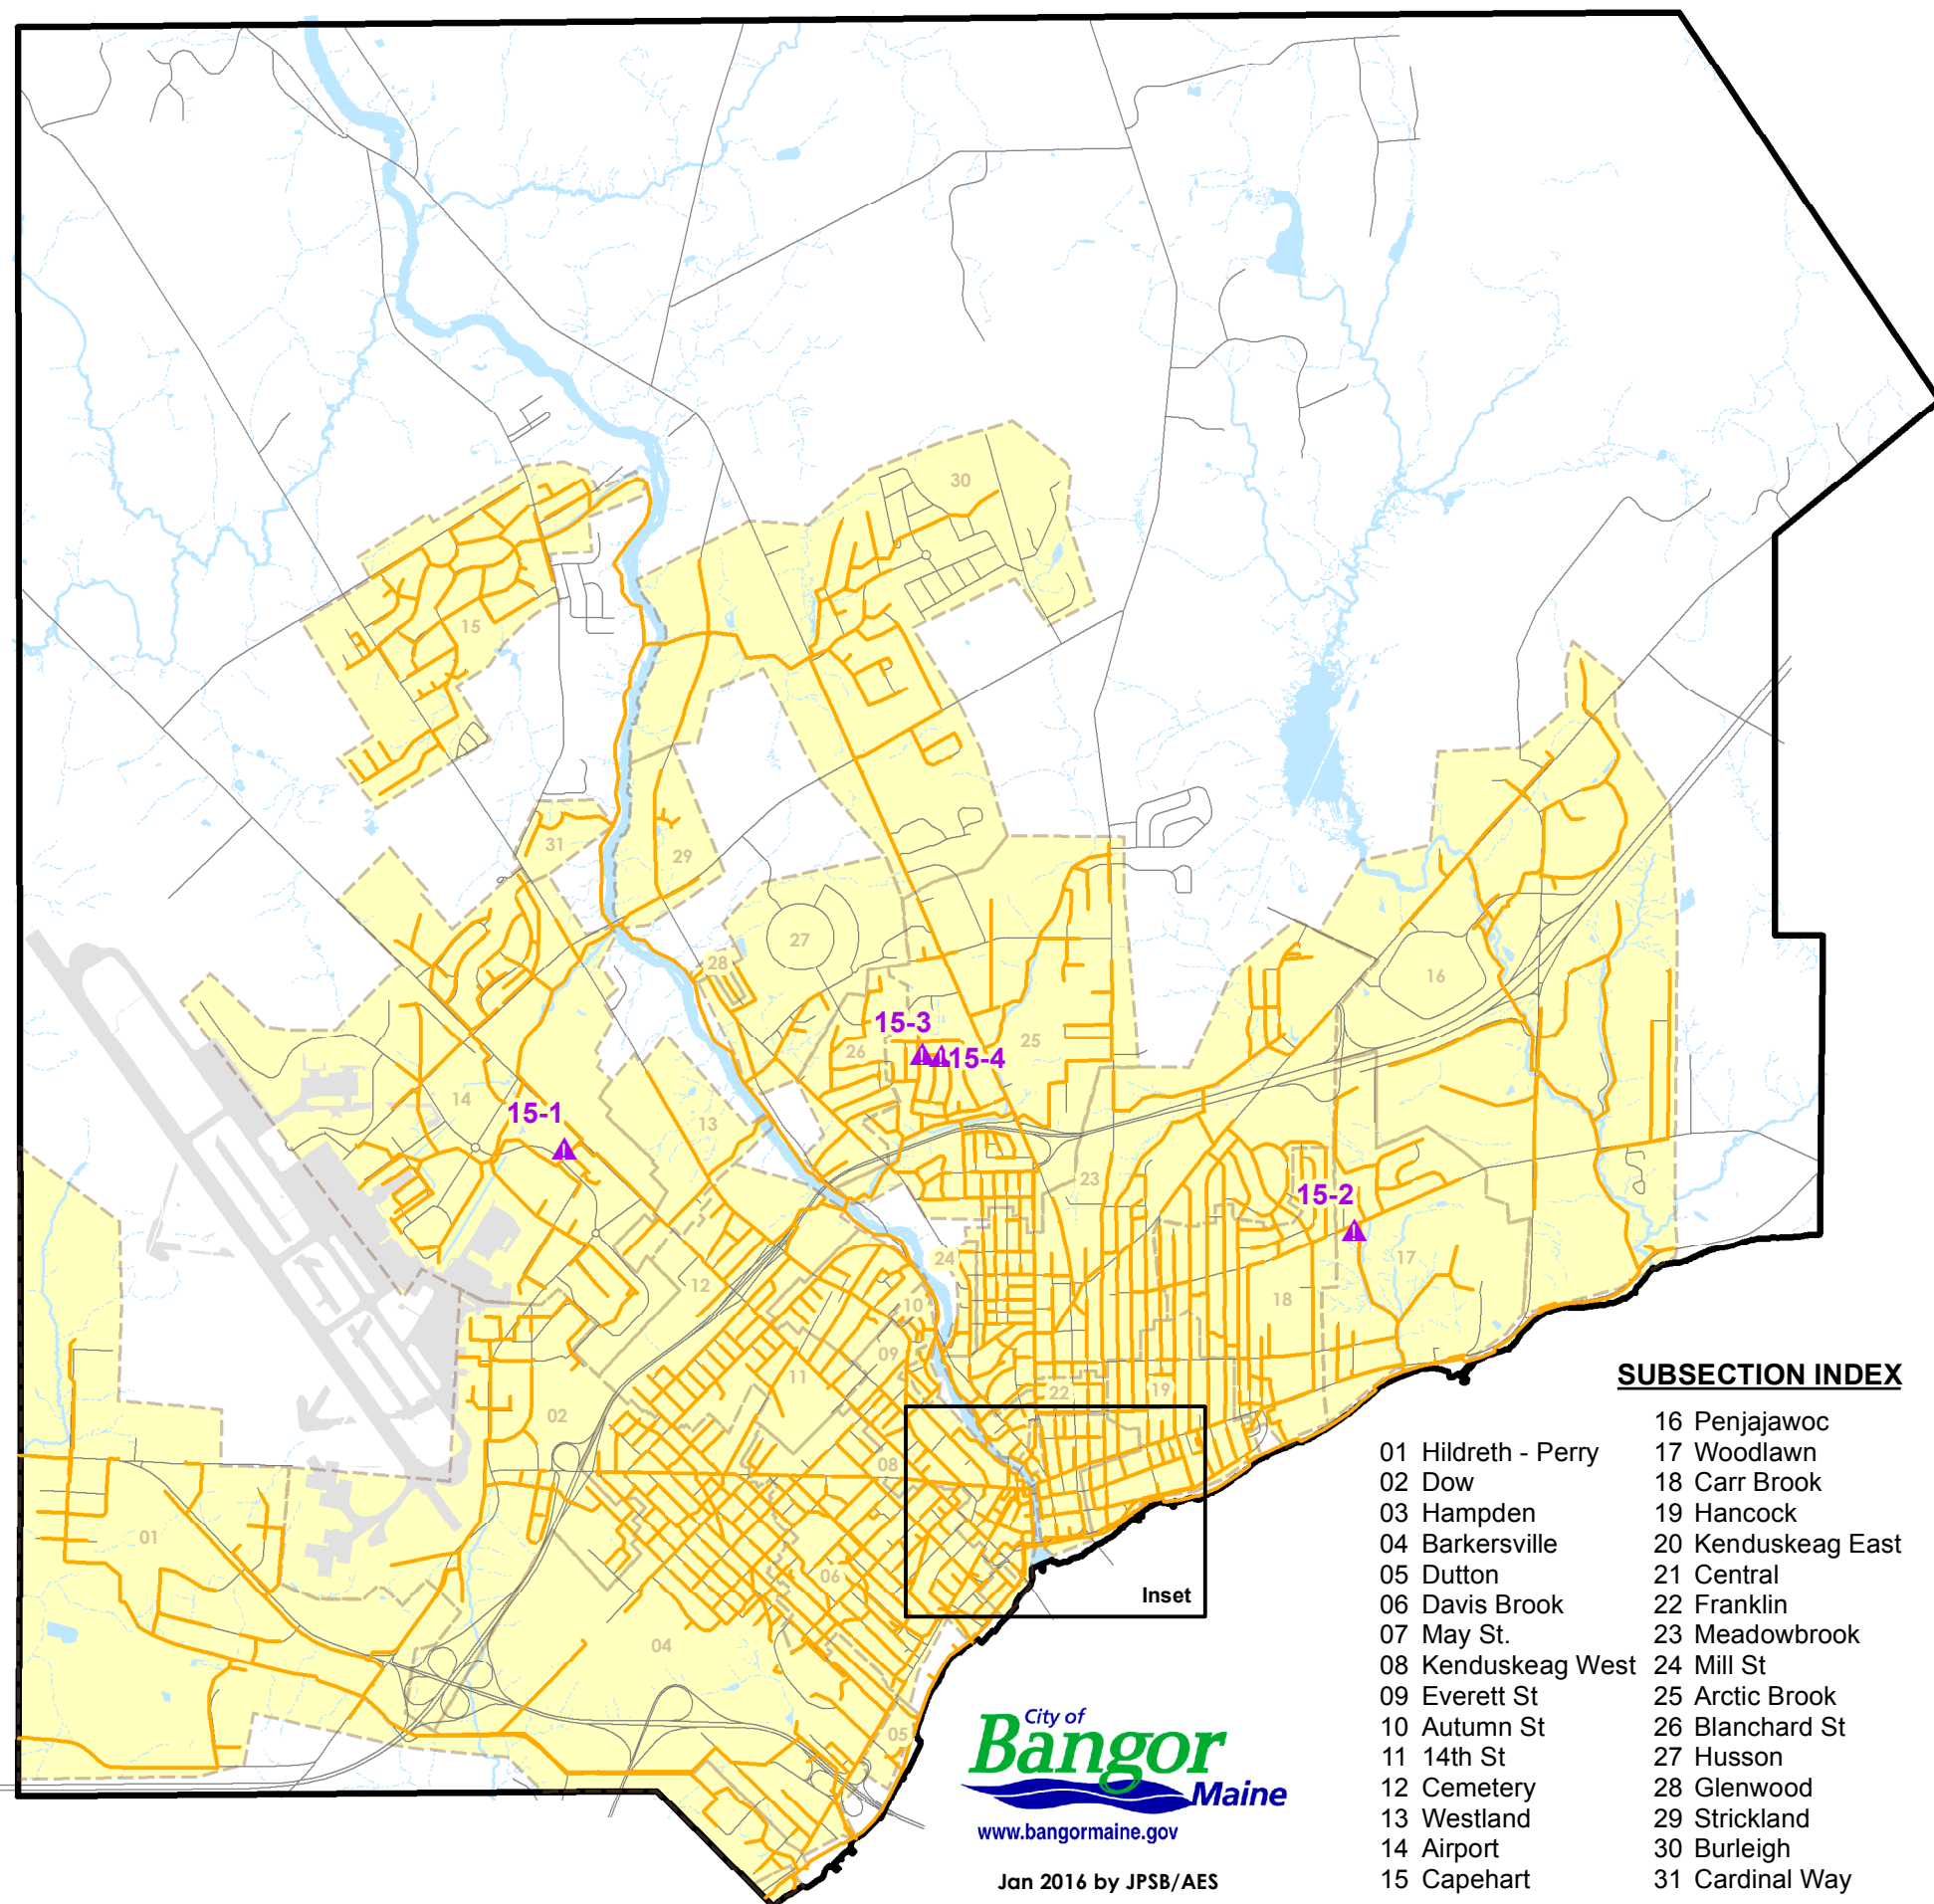 30
15
31
29
27
28
16
15-3
26
15-4
25
14
15-1
13
23
15-2
24
17
12
10
18
09
11
22
19
02
08
01
06
04
05
Inset
SUBSECTION INDEX
01 Hildreth - Perry
02 Dow
03 Hampden
04 Barkersville
05 Dutton
06 Davis Brook
07 May St.
08 Kenduskeag West
09 Everett St
10 Autumn St
11 14th St
12 Cemetery
13 Westland
14 Airport
15 Capehart
16 Penjajawoc
17 Woodlawn
18 Carr Brook
19 Hancock
20 Kenduskeag East
21 Central
22 Franklin
23 Meadowbrook
24 Mill St
25 Arctic Brook
26 Blanchard St
27 Husson
28 Glenwood
29 Strickland
30 Burleigh
31 Cardinal Way
City of
Bangor
Maine
www.bangormaine.gov
Jan 2016 by JPSB/AES